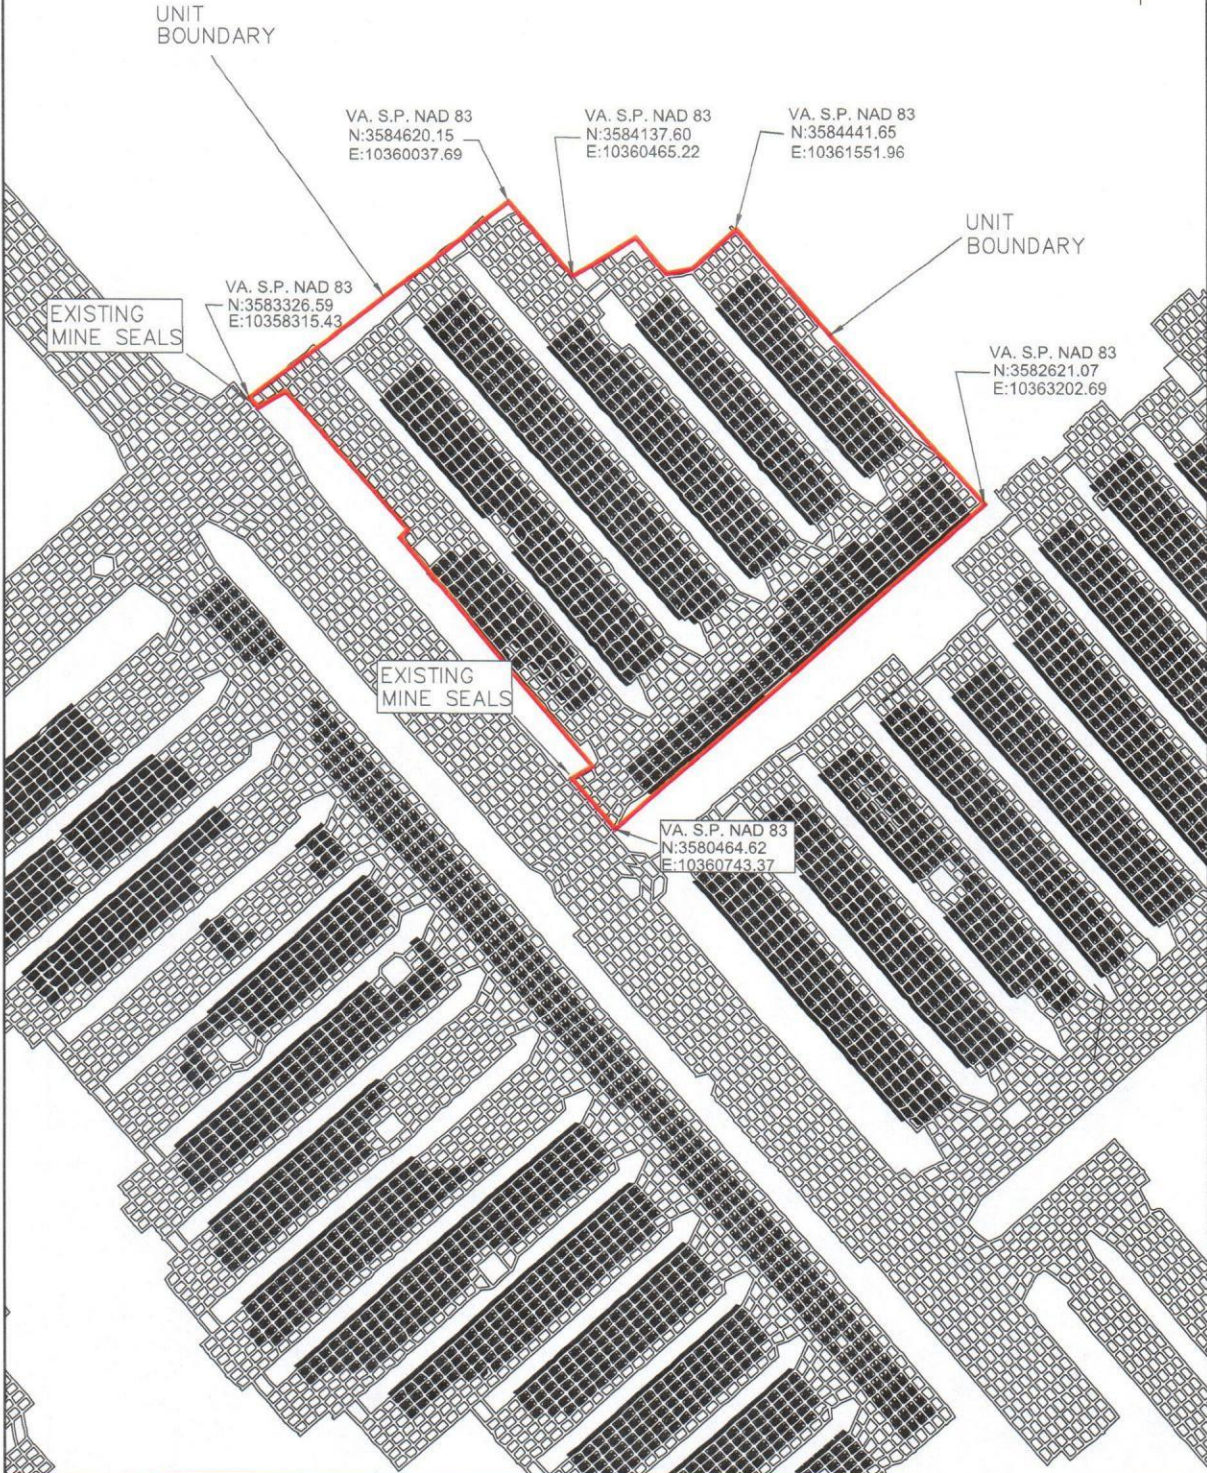 UNIT
BOUNDARY
VA. S.P. NAD 83
N:3584620.15
E:10360037.69
VA. S.P. NAD 83
N:3584137.60
E:10360465.22
VA. S.P. NAD 83
N:3584441.65
E:10361551.96
UNIT
BOUNDARY
VA. S.P. NAD 83
N:3583326.59
E:10358315.43
EXISTING
MINE SEALS
VA. S.P. NAD 83
N:3582621.07
E:10363202.69
EXISTING
MINE SEALS
VA. S.P. NAD 83
N:3580464.62
E:10360743.37